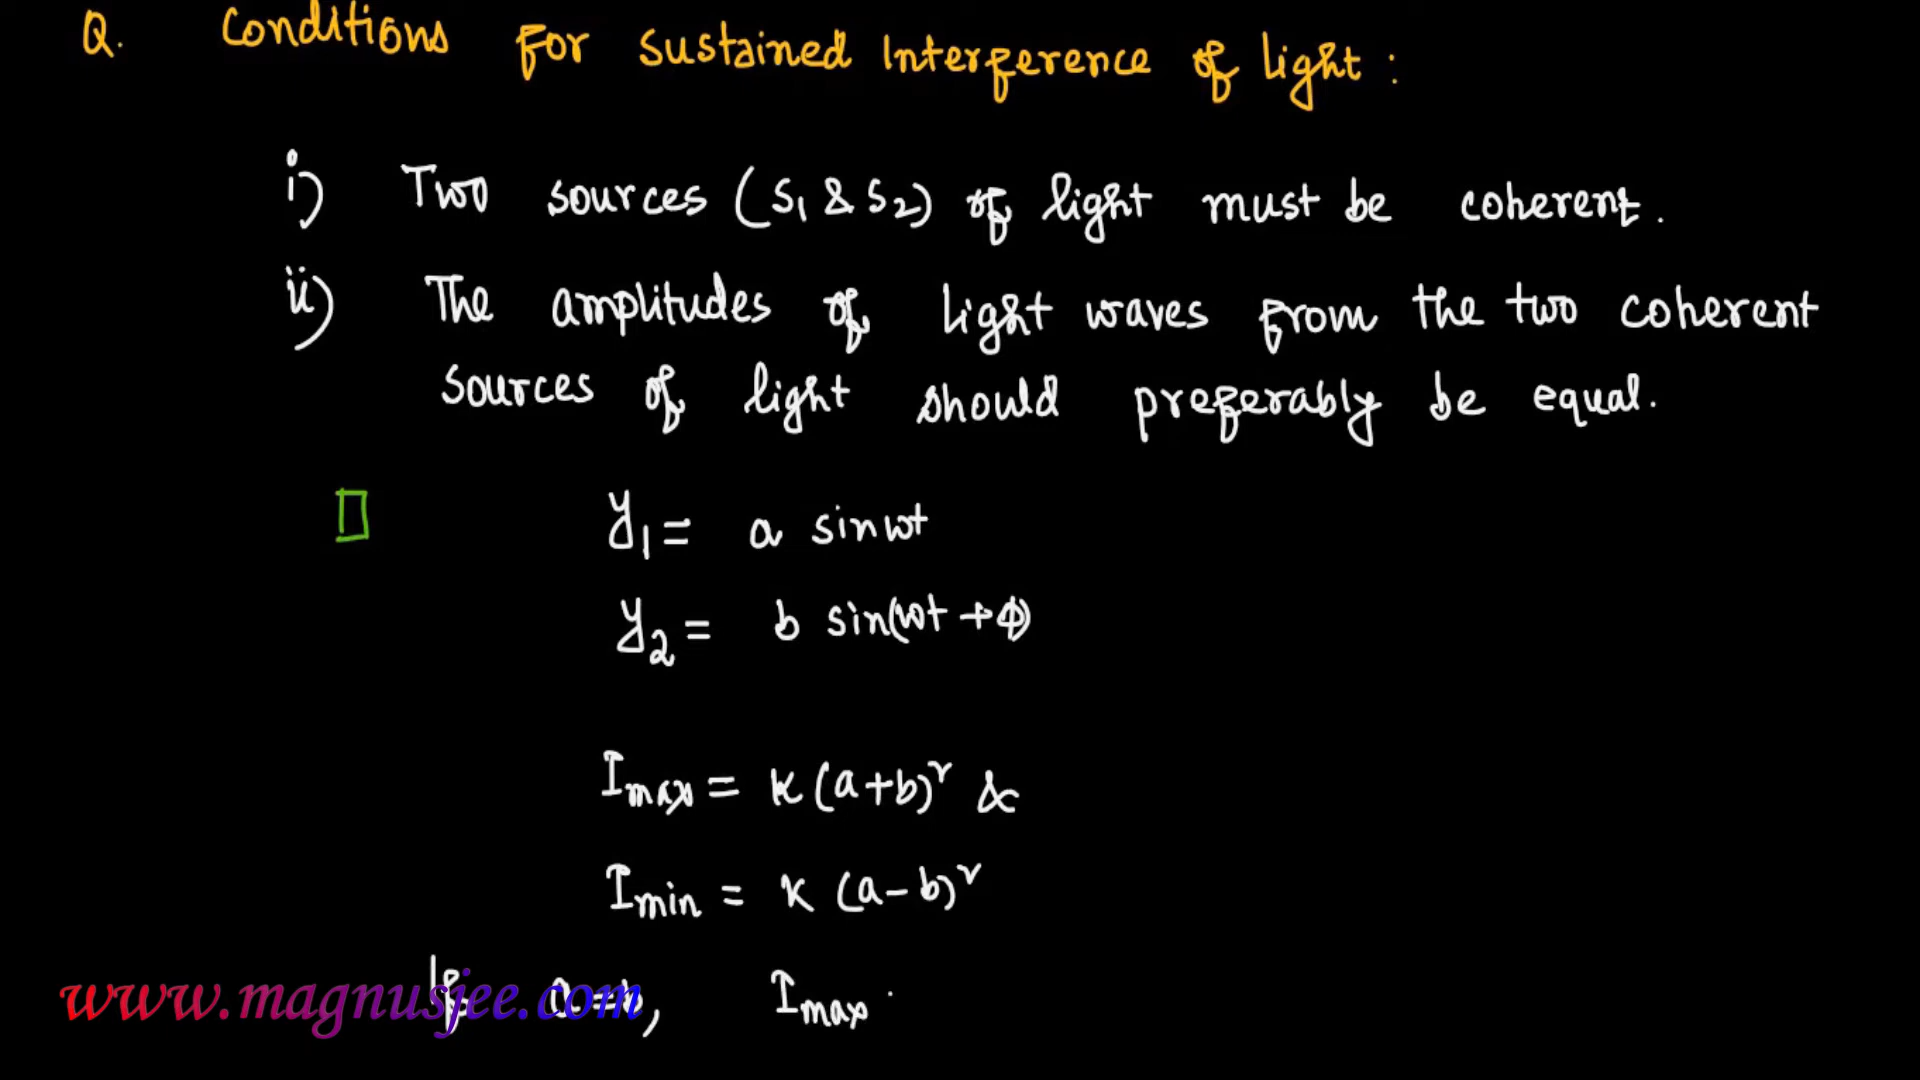 Q. Conditions for sustained Interference of light :
i) Two sources (S1 & S2) of light must be coherent.
ii) The amplitudes of light waves from the two coherent
sources of light should preferably be equal.
y1 = a sinωt
y2 = b sin(ωt + φ)
Imax = K (a+b)² &
Imin = K (a-b)²
If a = b, Imax
www.magnusjee.com